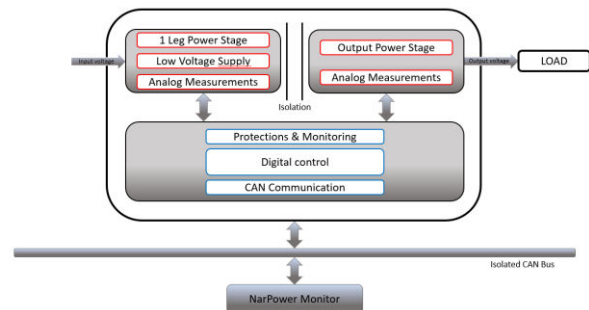 1 Leg Power Stage
Low Voltage Supply
Analog Measurements
Input voltage
Isolation
Output Power Stage
Analog Measurements
Output voltage
LOAD
Protections & Monitoring
Digital control
CAN Communication
Isolated CAN Bus
NarPower Monitor